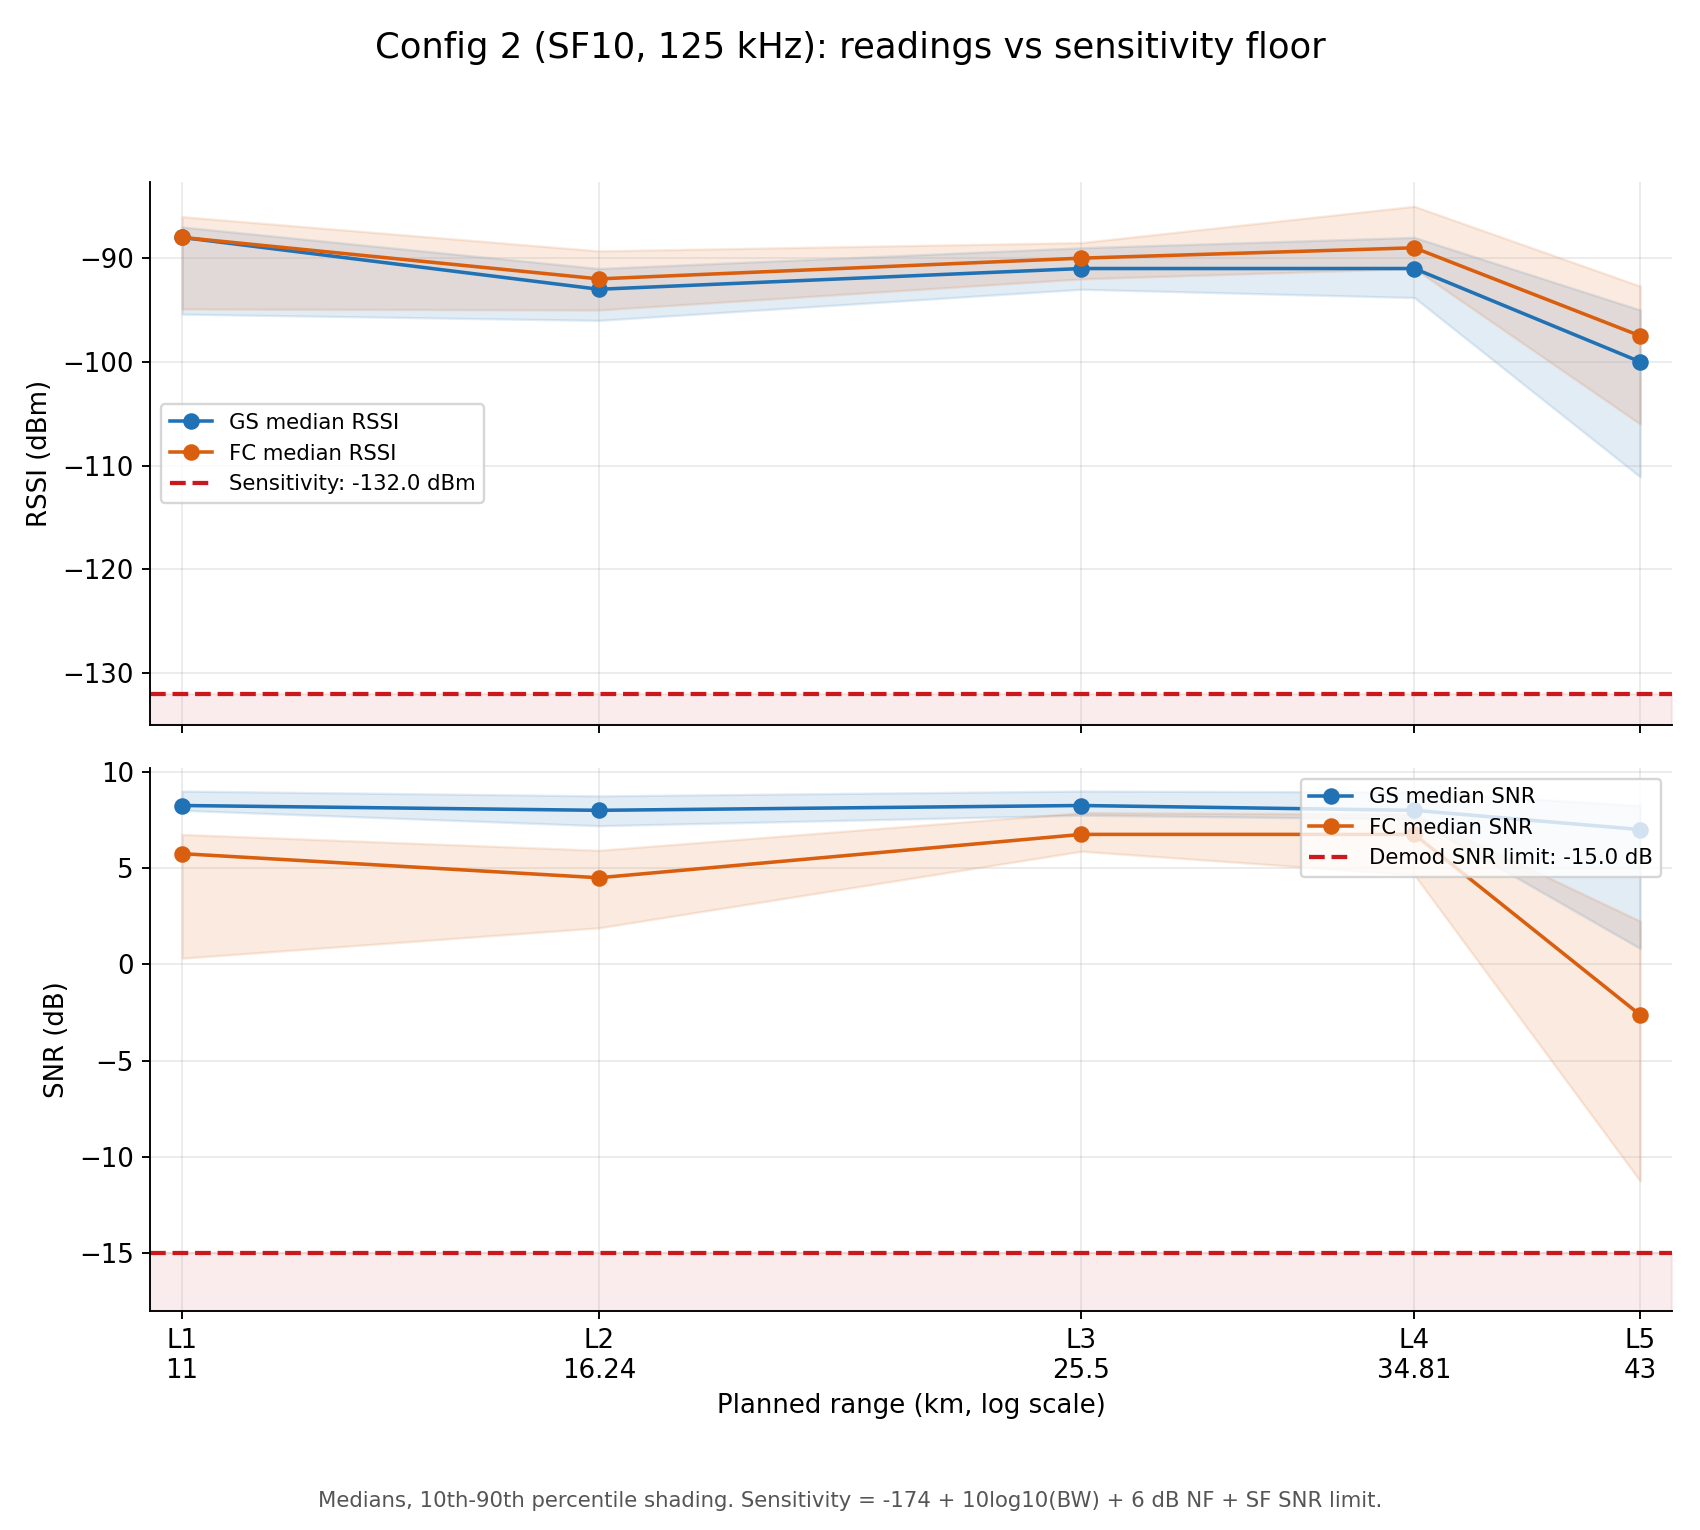 Config 2 (SF10, 125 kHz): readings vs sensitivity floor
RSSI (dBm)
−90
−100
−110
−120
−130
GS median RSSI
FC median RSSI
Sensitivity: -132.0 dBm
SNR (dB)
10
5
0
−5
−10
−15
GS median SNR
FC median SNR
Demod SNR limit: -15.0 dB
L1 L2 L3 L4 L5
11 16.24 25.5 34.81 43
Planned range (km, log scale)
Medians, 10th-90th percentile shading. Sensitivity = -174 + 10log10(BW) + 6 dB NF + SF SNR limit.